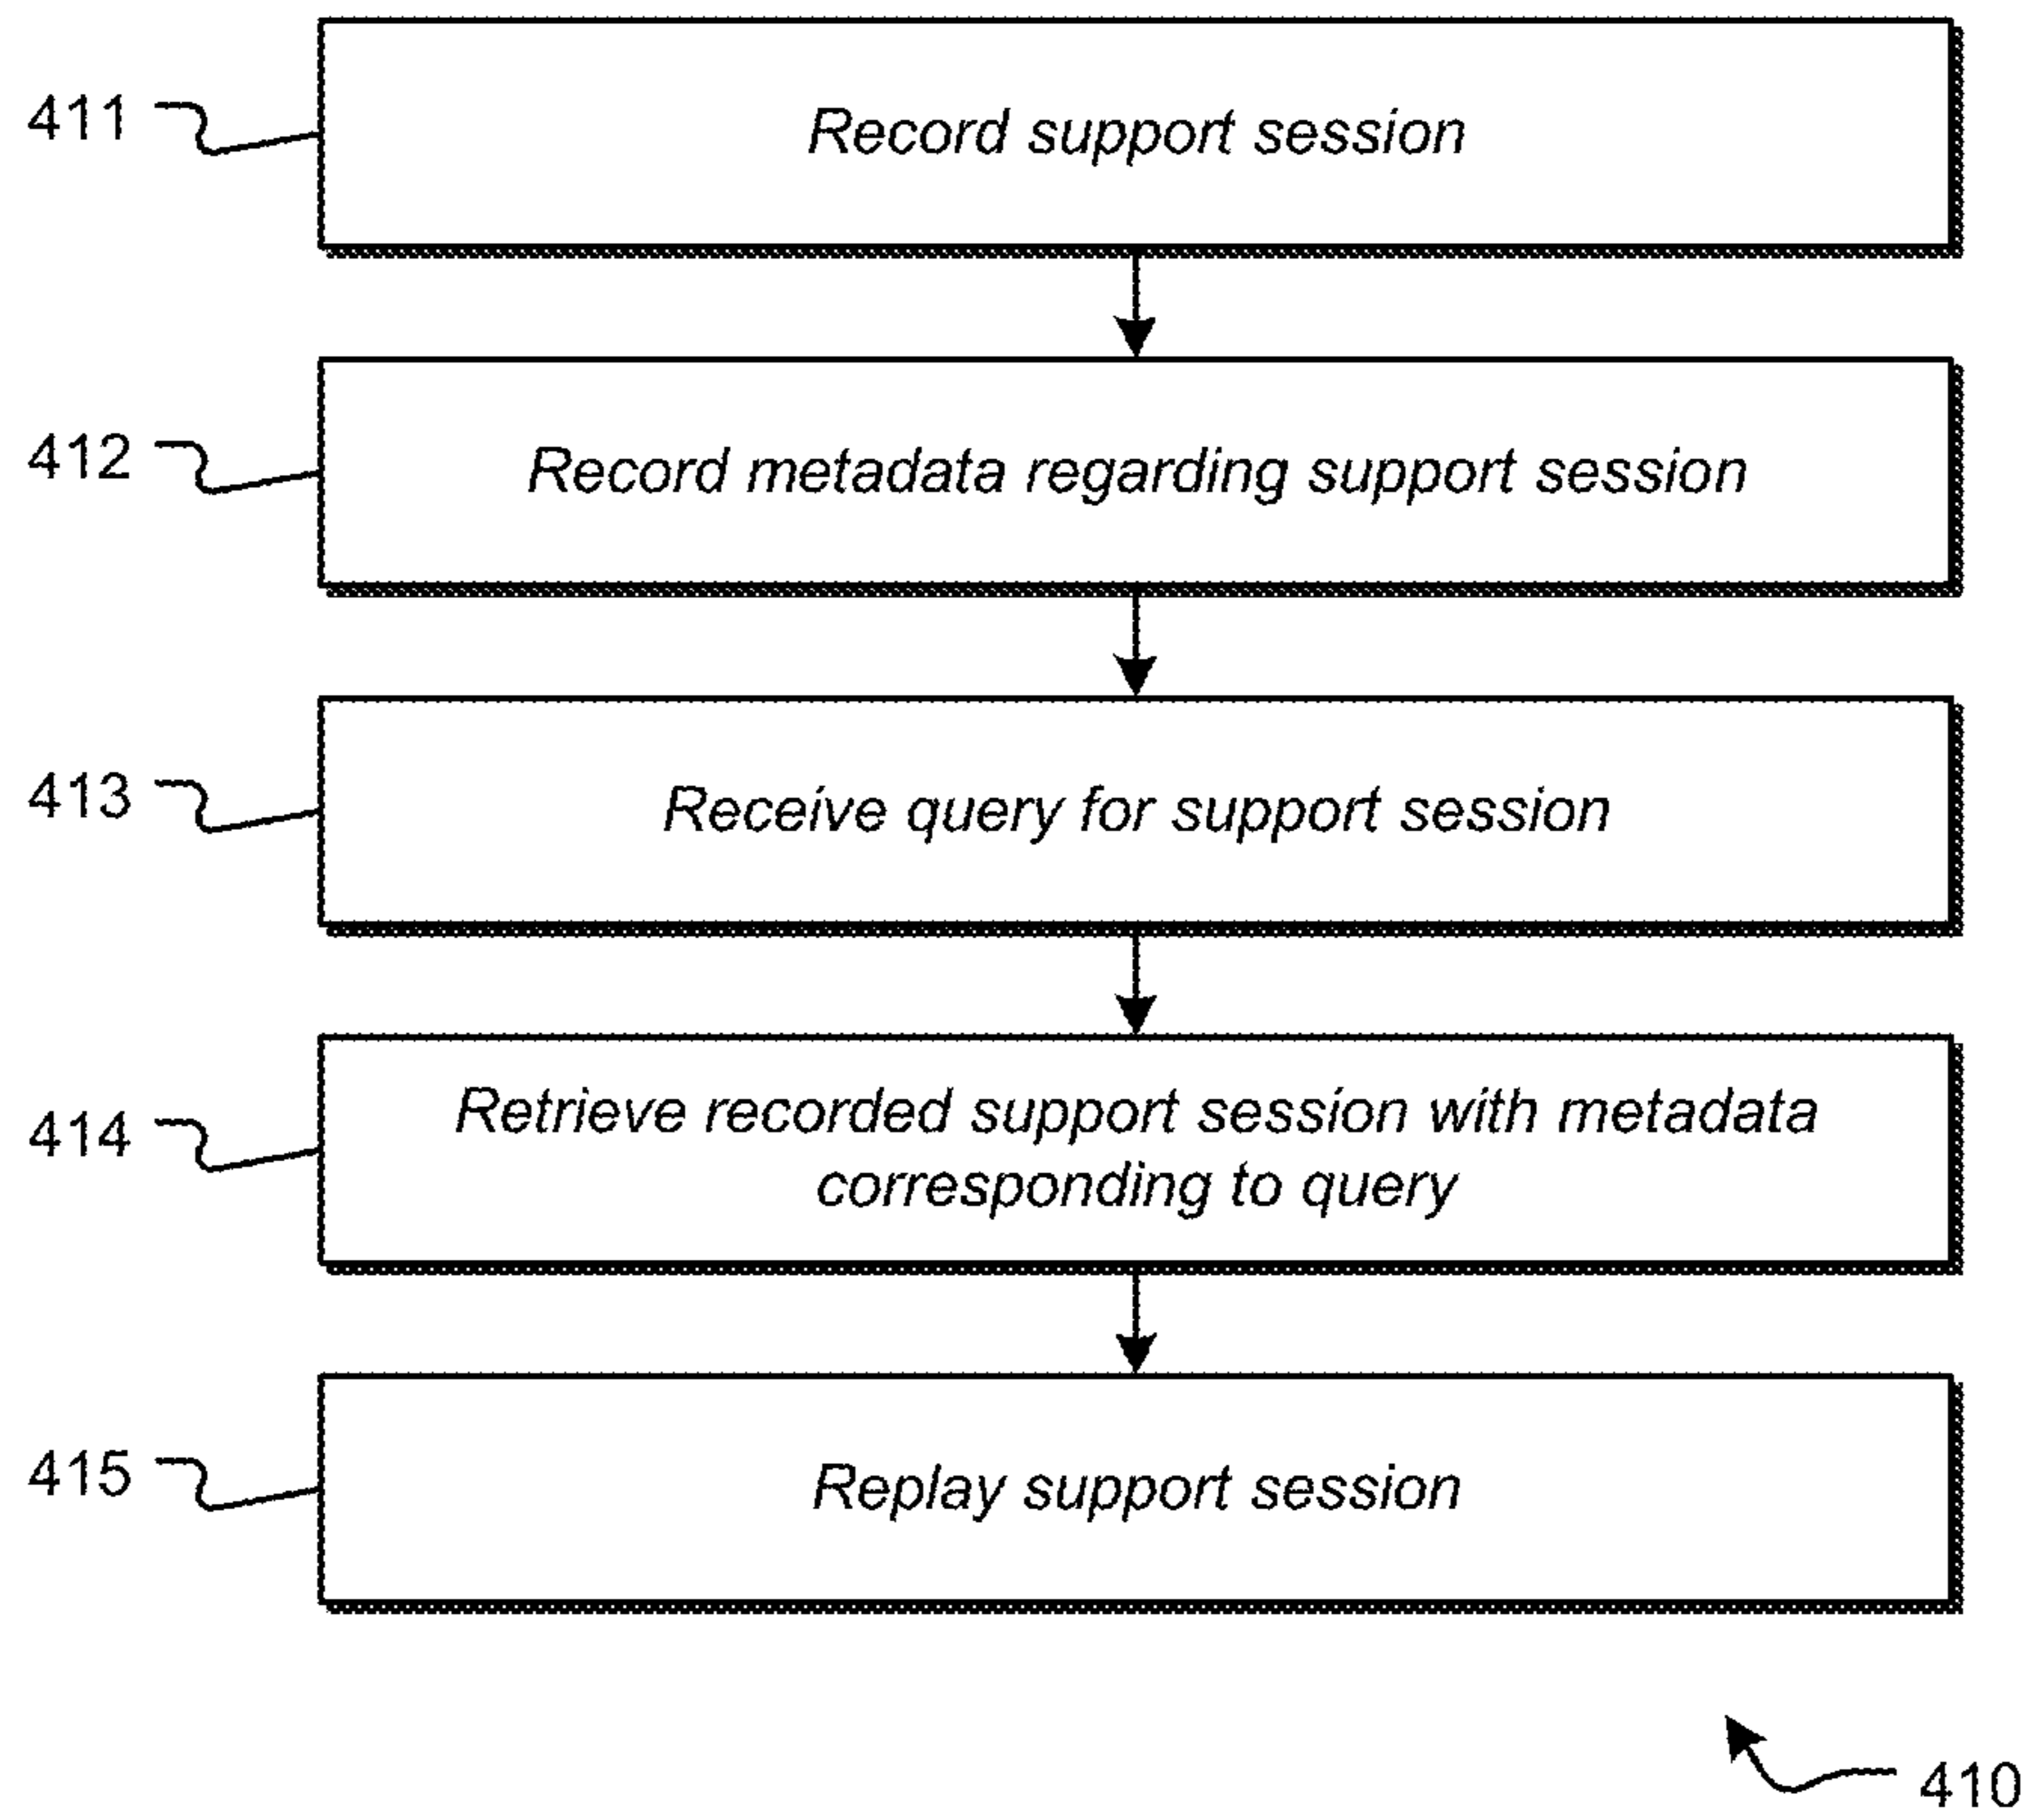 411
Record support session
412
Record metadata regarding support session
413
Receive query for support session
414
Retrieve recorded support session with metadata
corresponding to query
415
Replay support session
410